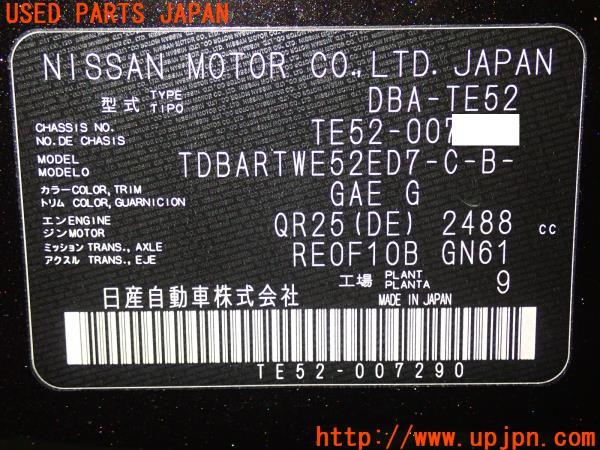 USED PARTS JAPAN
NISSAN MOTOR CO., LTD. JAPAN
型式 TYPE TIPO DBA-TE52
CHASSIS NO. NO. DE CHASIS TE52-007
MODEL MODELO TDBARTWE52ED7-C-B-
カラー COLOR, TRIM
トリム COLOR, GUARNICION GAE G
エンENGINE
ジンMOTOR QR25(DE) 2488 cc
ミッション TRANS., AXLE
アクスル TRANS., EJE RE0F10B GN61
工場 PLANT PLANTA 9
日産自動車株式会社 MADE IN JAPAN
TE52-007290
http://www.upjpn.com